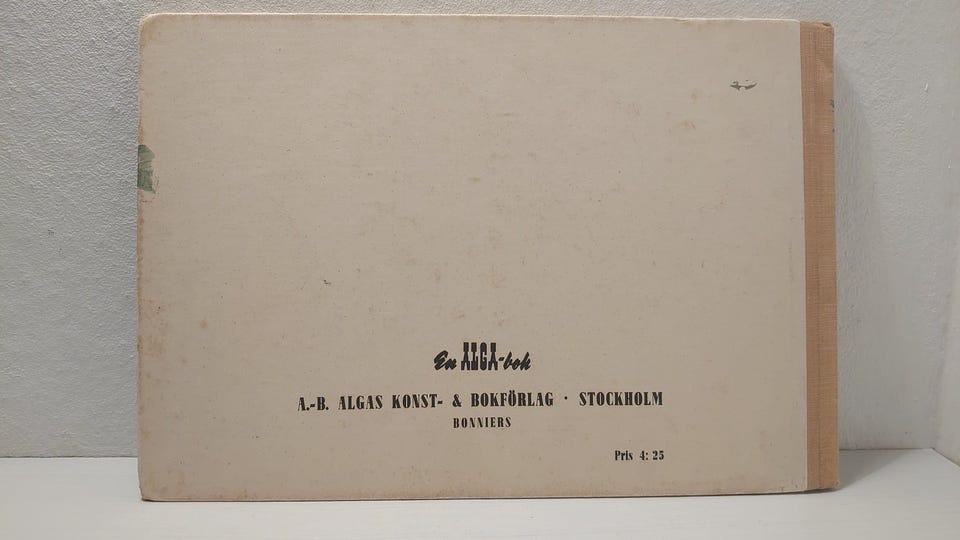 En ALGA-bok
A.-B. ALGAS KONST- & BOKFÖRLAG · STOCKHOLM
BONNIERS
Pris 4: 25